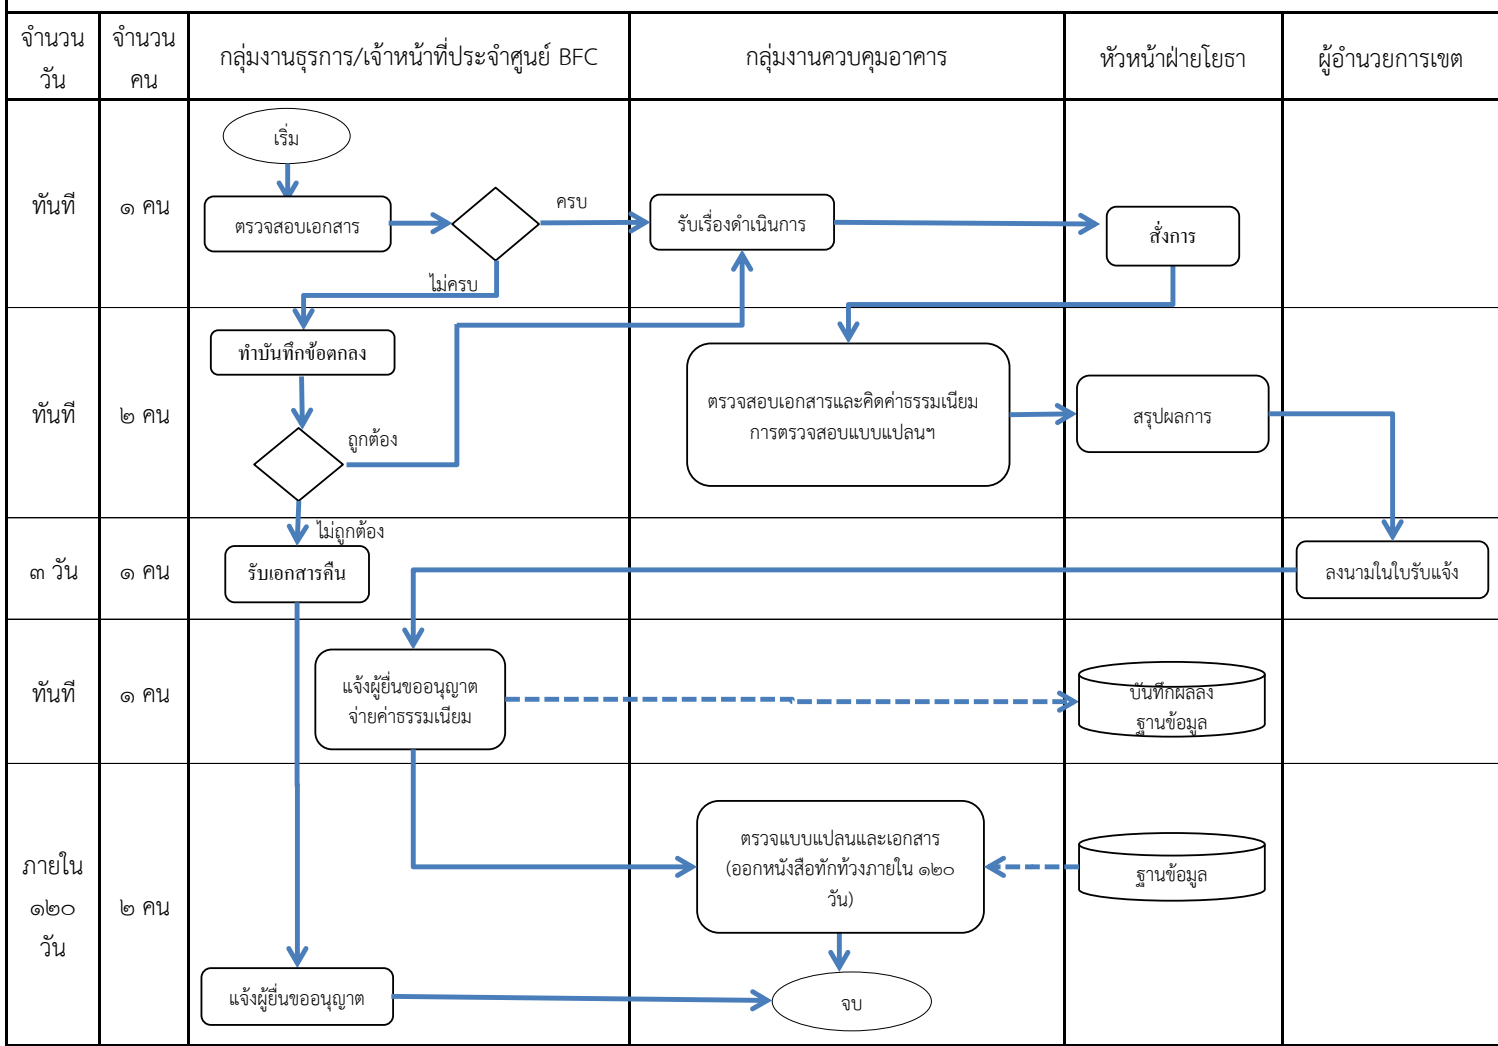 จำนวน
วัน
จำนวน
คน
กลุ่มงานธุรการ/เจ้าหน้าที่ประจำศูนย์ BFC
กลุ่มงานควบคุมอาคาร
หัวหน้าฝ่ายโยธา
ผู้อำนวยการเขต
ทันที
๑ คน
เริ่ม
ตรวจสอบเอกสาร
ครบ
ไม่ครบ
รับเรื่องดำเนินการ
สั่งการ
ทันที
๒ คน
ทำบันทึกข้อตกลง
ถูกต้อง
ตรวจสอบเอกสารและคิดค่าธรรมเนียม
การตรวจสอบแบบแปลนฯ
สรุปผลการ
๓ วัน
๑ คน
ไม่ถูกต้อง
รับเอกสารคืน
ลงนามในใบรับแจ้ง
ทันที
๑ คน
แจ้งผู้ยื่นขออนุญาต
จ่ายค่าธรรมเนียม
บันทึกผลลง
ฐานข้อมูล
ภายใน
๑๒๐
วัน
๒ คน
ตรวจแบบแปลนและเอกสาร
(ออกหนังสือทักท้วงภายใน ๑๒๐
วัน)
ฐานข้อมูล
แจ้งผู้ยื่นขออนุญาต
จบ